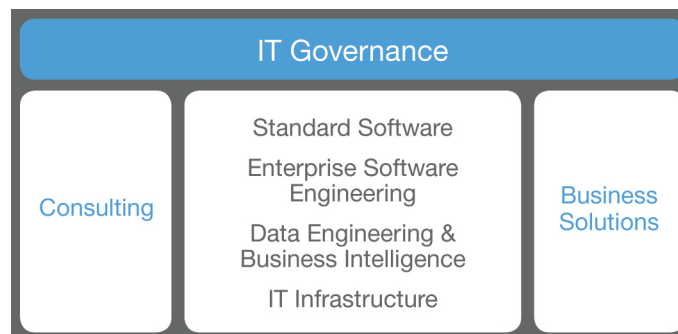 IT Governance
Consulting
Standard Software
Enterprise Software
Engineering
Data Engineering &
Business Intelligence
IT Infrastructure
Business
Solutions